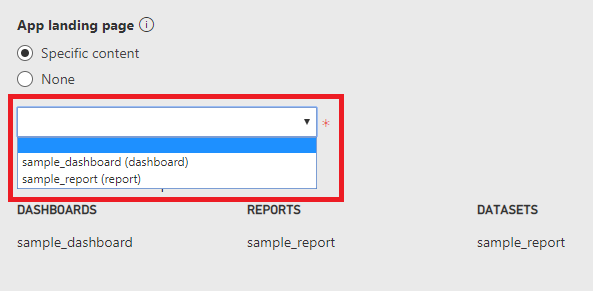 App landing page
Specific content
None
*
sample_dashboard (dashboard)
sample_report (report)
DASHBOARDS REPORTS DATASETS
sample_dashboard sample_report sample_report